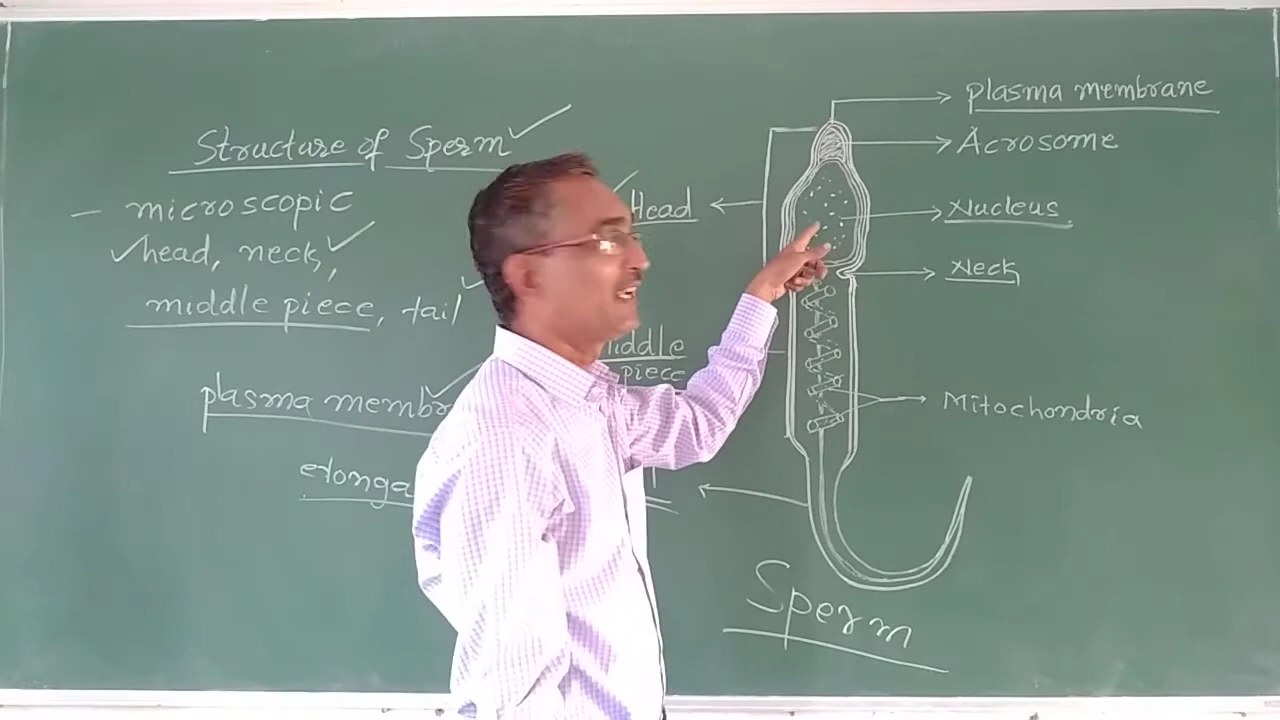 Structure of Sperm
- microscopic
head, neck,
middle piece, tail
plasma membr
elonga
Head
iddle
piece
plasma membrane
Acrosome
Nucleus
Neck
Mitochondria
Sperm